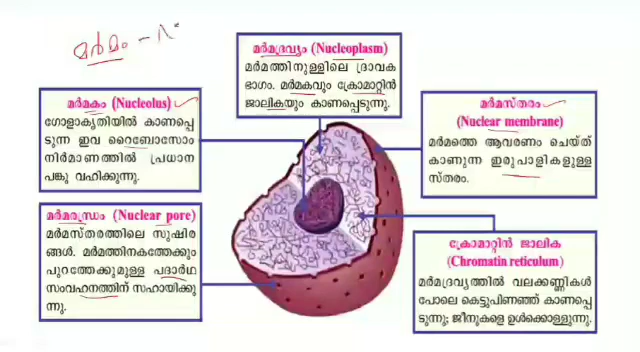 മർമം - N
മർമദ്രവ്യം (Nucleoplasm)
മർമത്തിനുള്ളിലെ ദ്രാവക
ഭാഗം. മർമകവും ക്രോമാറ്റിൻ
ജാലികയും കാണപ്പെടുന്നു.
മർമകം (Nucleolus)
ഗോളാകൃതിയിൽ കാണപ്പെ
ടുന്ന ഇവ റൈബോസോം
നിർമാണത്തിൽ പ്രധാന
പങ്കു വഹിക്കുന്നു.
മർമസ്തരം
(Nuclear membrane)
മർമത്തെ ആവരണം ചെയ്ത്
കാണുന്ന ഇരുപാളികളുള്ള
സ്തരം.
മർമരന്ധ്രം (Nuclear pore)
മർമസ്തരത്തിലെ സുഷിര
ങ്ങൾ. മർമത്തിനകത്തേക്കും
പുറത്തേക്കുമുള്ള പദാർഥ
സംവഹനത്തിന് സഹായിക്കു
ന്നു.
ക്രോമാറ്റിൻ ജാലിക
(Chromatin reticulum)
മർമദ്രവ്യത്തിൽ വലക്കണ്ണികൾ
പോലെ കെട്ടുപിണഞ്ഞ് കാണപ്പെ
ടുന്നു; ജീനുകളെ ഉൾക്കൊള്ളുന്നു.